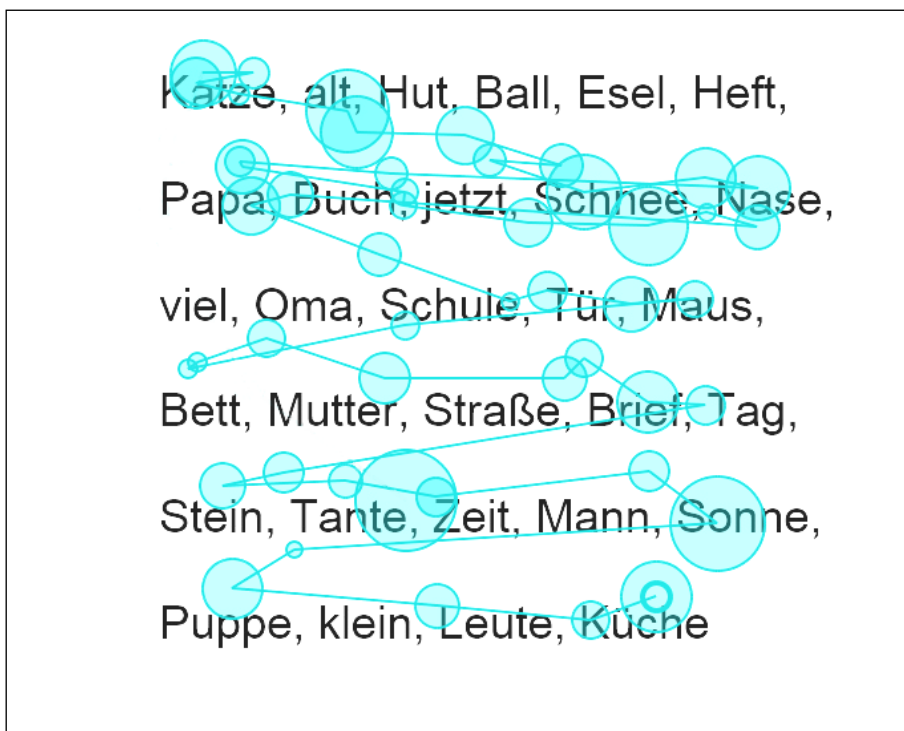 Katze, alt, Hut, Ball, Esel, Heft,
Papa, Buch, jetzt, Schnee, Nase,
viel, Oma, Schule, Tür, Maus,
Bett, Mutter, Straße, Brief, Tag,
Stein, Tante, Zeit, Mann, Sonne,
Puppe, klein, Leute, Küche